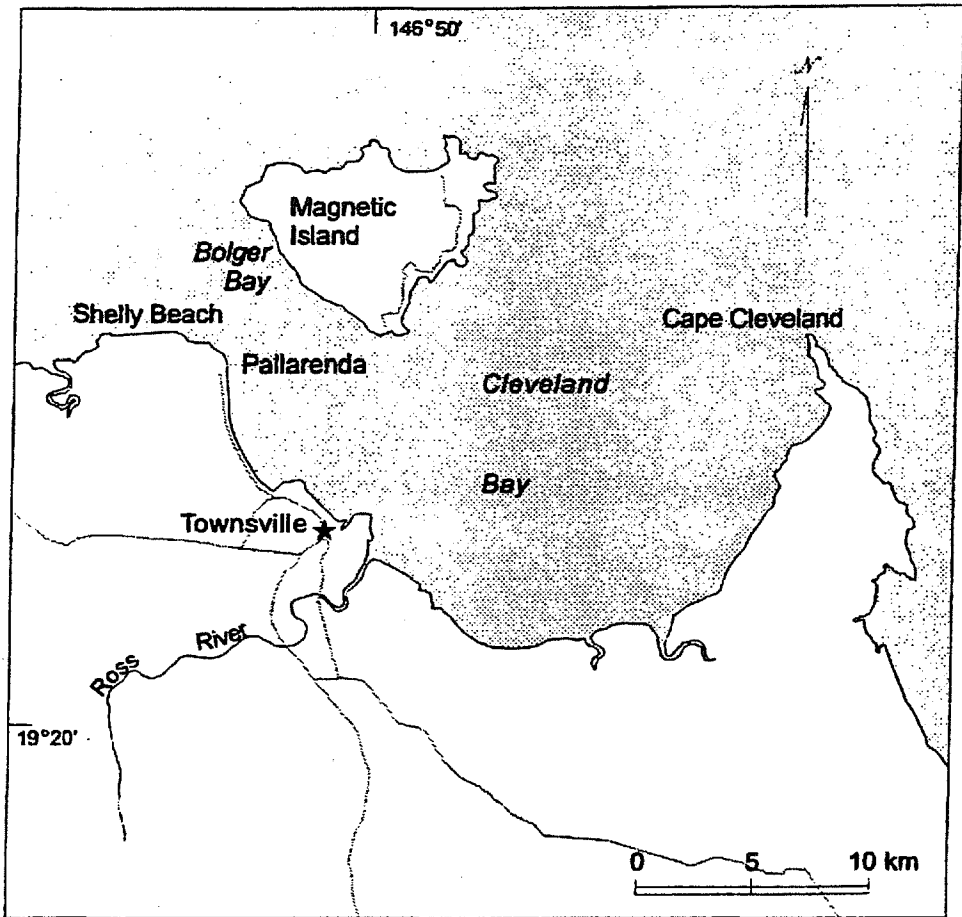 146°50'
N
Magnetic
Island
Bolger
Bay
Shelly Beach
Cape Cleveland
Pallarenda
Cleveland
Bay
Townsville
Ross River
19°20'
0 5 10 km